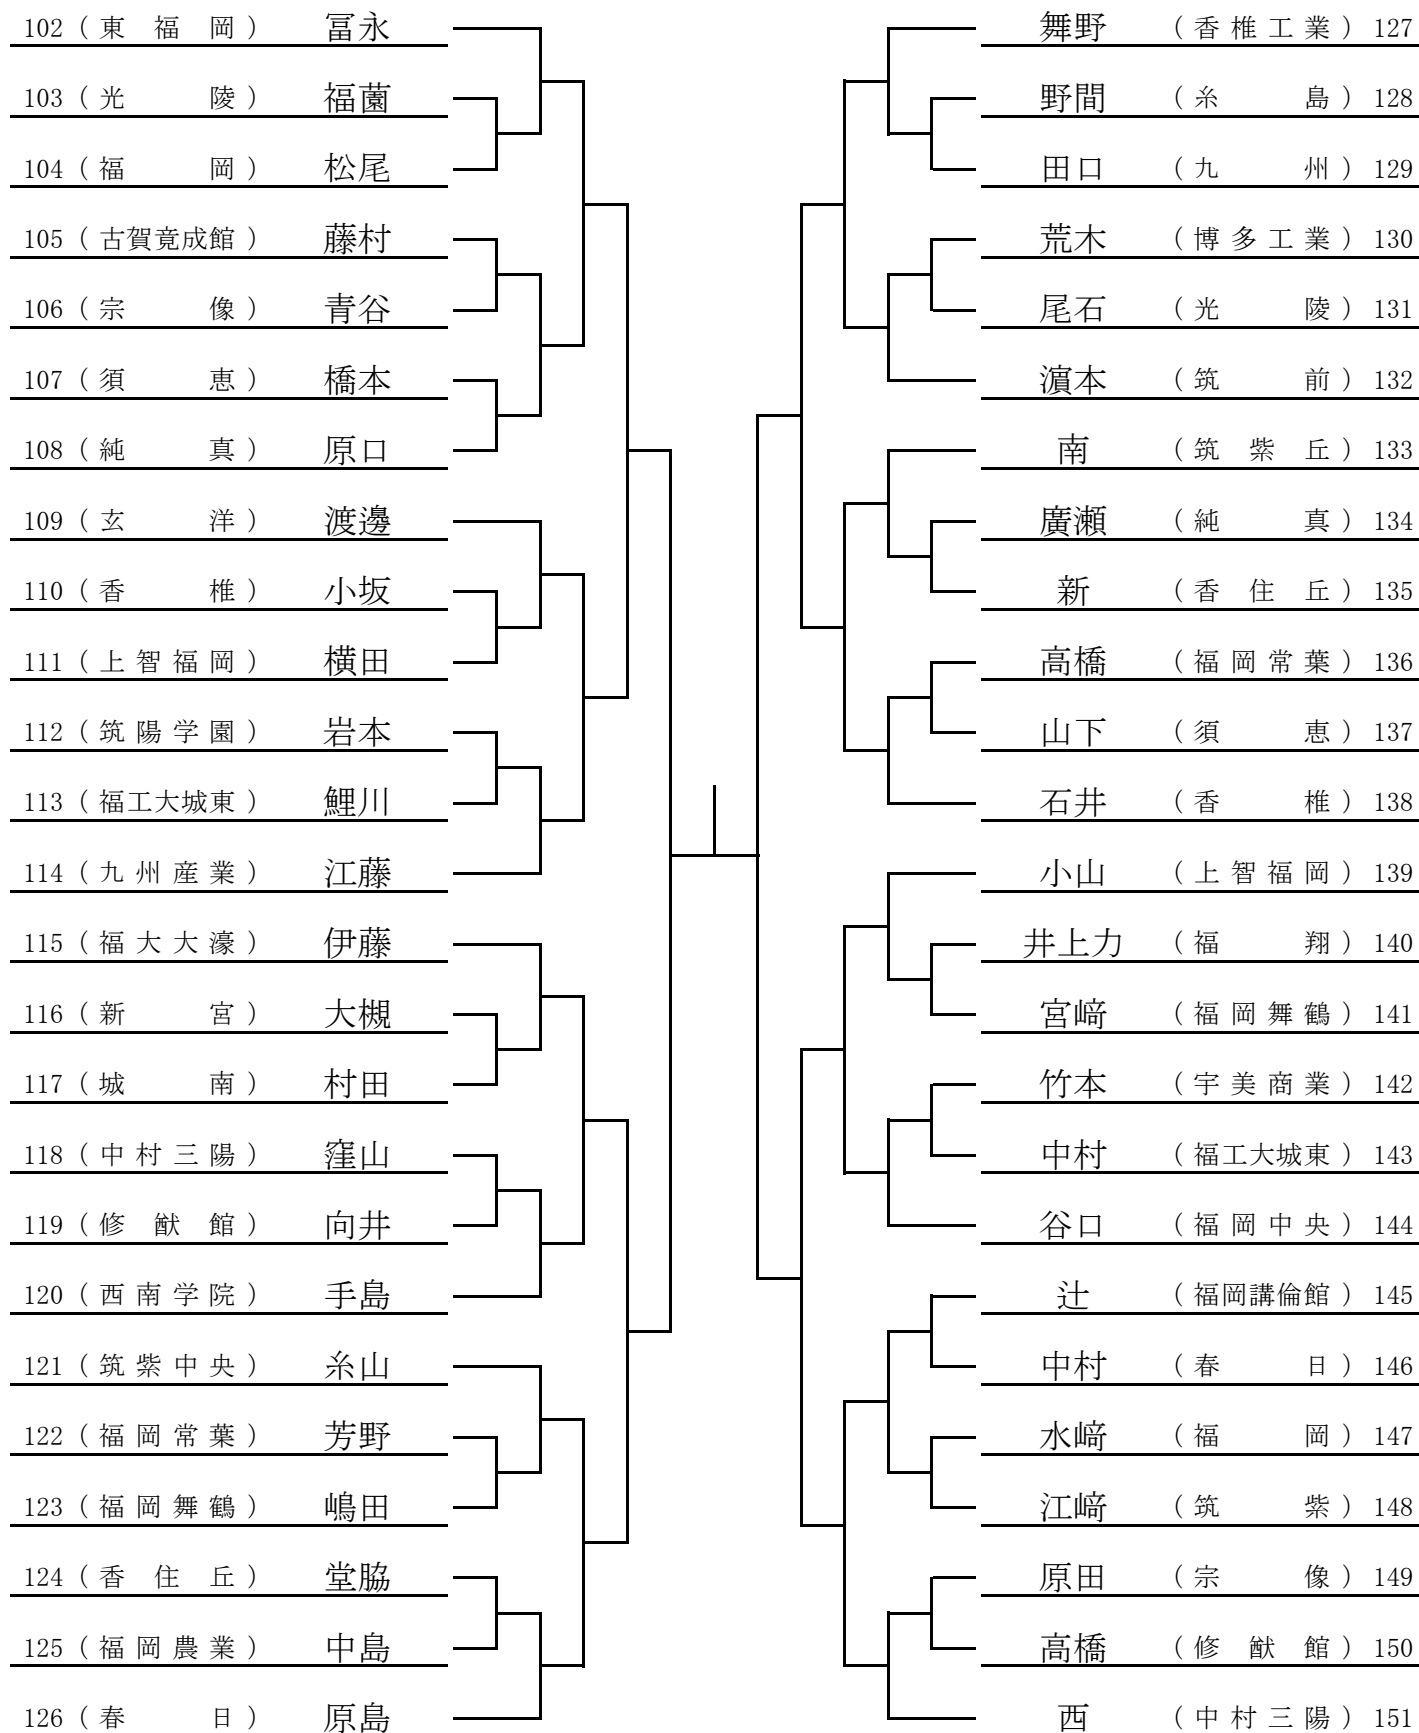 102 ( 東 福 岡 ) 冨永
103 ( 光 陵 ) 福薗
104 ( 福 岡 ) 松尾
105 ( 古賀竟成館 ) 藤村
106 ( 宗 像 ) 青谷
107 ( 須 恵 ) 橋本
108 ( 純 真 ) 原口
109 ( 玄 洋 ) 渡邊
110 ( 香 椎 ) 小坂
111 ( 上 智 福 岡 ) 横田
112 ( 筑 陽 学 園 ) 岩本
113 ( 福工大城東 ) 鯉川
114 ( 九 州 産 業 ) 江藤
115 ( 福 大 大 濠 ) 伊藤
116 ( 新 宮 ) 大槻
117 ( 城 南 ) 村田
118 ( 中 村 三 陽 ) 窪山
119 ( 修 猷 館 ) 向井
120 ( 西 南 学 院 ) 手島
121 ( 筑 紫 中 央 ) 糸山
122 ( 福 岡 常 葉 ) 芳野
123 ( 福 岡 舞 鶴 ) 嶋田
124 ( 香 住 丘 ) 堂脇
125 ( 福 岡 農 業 ) 中島
126 ( 春 日 ) 原島
舞野 ( 香 椎 工 業 ) 127
野間 ( 糸 島 ) 128
田口 ( 九 州 ) 129
荒木 ( 博 多 工 業 ) 130
尾石 ( 光 陵 ) 131
濵本 ( 筑 前 ) 132
南 ( 筑 紫 丘 ) 133
廣瀬 ( 純 真 ) 134
新 ( 香 住 丘 ) 135
高橋 ( 福 岡 常 葉 ) 136
山下 ( 須 恵 ) 137
石井 ( 香 椎 ) 138
小山 ( 上 智 福 岡 ) 139
井上力 ( 福 翔 ) 140
宮﨑 ( 福 岡 舞 鶴 ) 141
竹本 ( 宇 美 商 業 ) 142
中村 ( 福工大城東 ) 143
谷口 ( 福 岡 中 央 ) 144
辻 ( 福岡講倫館 ) 145
中村 ( 春 日 ) 146
水﨑 ( 福 岡 ) 147
江﨑 ( 筑 紫 ) 148
原田 ( 宗 像 ) 149
高橋 ( 修 猷 館 ) 150
西 ( 中 村 三 陽 ) 151